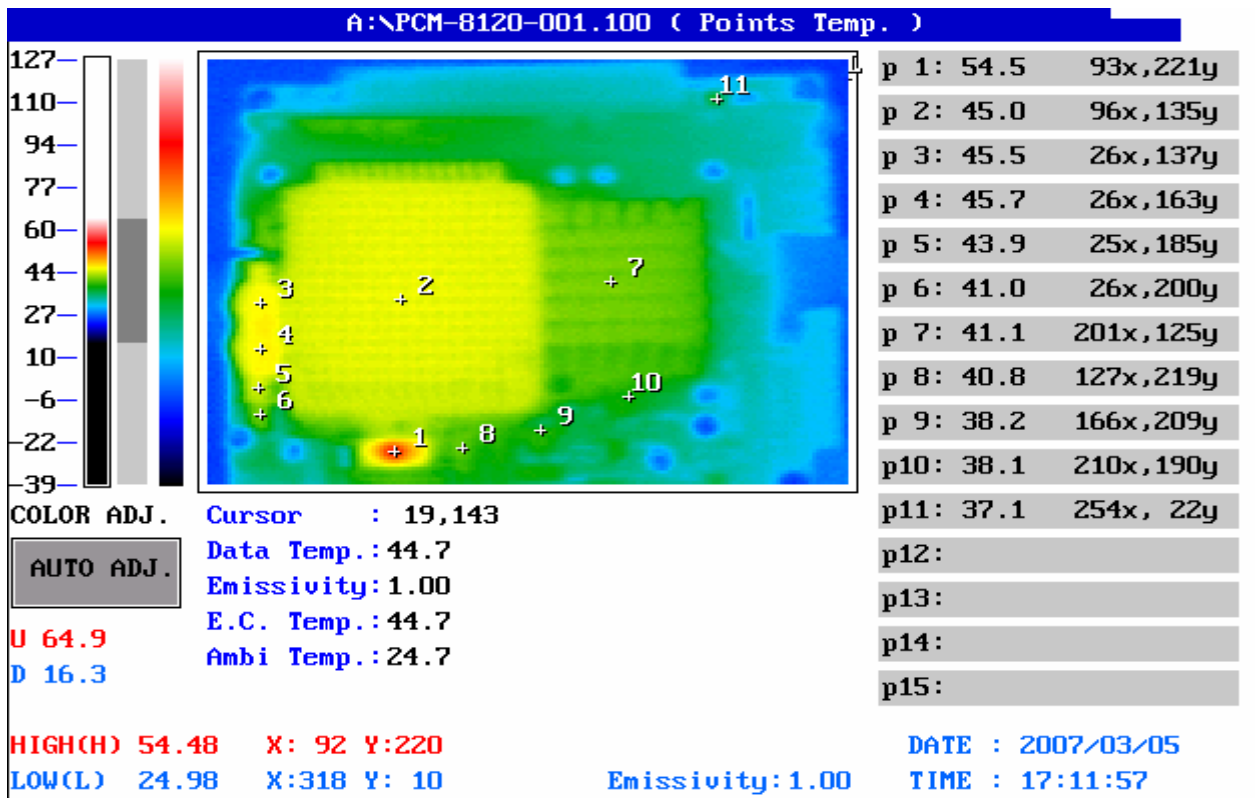 A:\PCM-8120-001.100 ( Points Temp. )
127
110
94
77
60
44
27
10
-6
-22
-39
11
3
2
7
4
5
6
10
9
8
1
p 1: 54.5 93x,221y
p 2: 45.0 96x,135y
p 3: 45.5 26x,137y
p 4: 45.7 26x,163y
p 5: 43.9 25x,185y
p 6: 41.0 26x,200y
p 7: 41.1 201x,125y
p 8: 40.8 127x,219y
p 9: 38.2 166x,209y
p10: 38.1 210x,190y
p11: 37.1 254x, 22y
p12:
p13:
p14:
p15:
COLOR ADJ.
AUTO ADJ.
U 64.9
D 16.3
Cursor : 19,143
Data Temp.:44.7
Emissivity:1.00
E.C. Temp.:44.7
Ambi Temp.:24.7
HIGH(H) 54.48 X: 92 Y:220
LOW(L) 24.98 X:318 Y: 10
Emissivity:1.00
DATE : 2007/03/05
TIME : 17:11:57